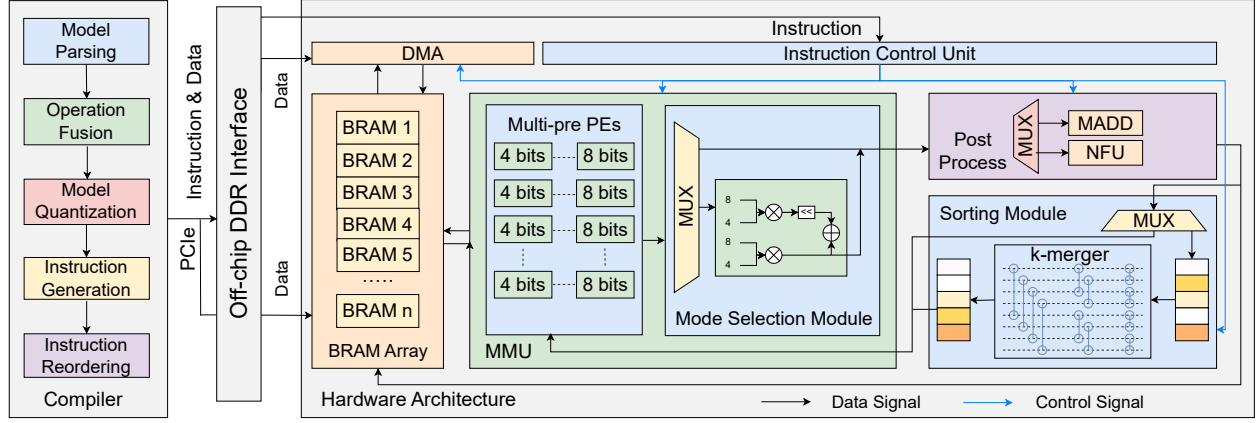 Model
Parsing
Operation
Fusion
Model
Quantization
Instruction
Generation
Instruction
Reordering
Compiler
Instruction & Data
PCIe
Off-chip DDR Interface
Data
Data
Instruction
DMA
Instruction Control Unit
BRAM 1
BRAM 2
BRAM 3
BRAM 4
BRAM 5
.....
BRAM n
BRAM Array
Multi-pre PEs
4 bits
8 bits
4 bits
8 bits
4 bits
8 bits
4 bits
8 bits
MMU
MUX
8
4
8
4
<<
Mode Selection Module
Post
Process
MUX
MADD
NFU
Sorting Module
MUX
k-merger
Hardware Architecture
Data Signal
Control Signal